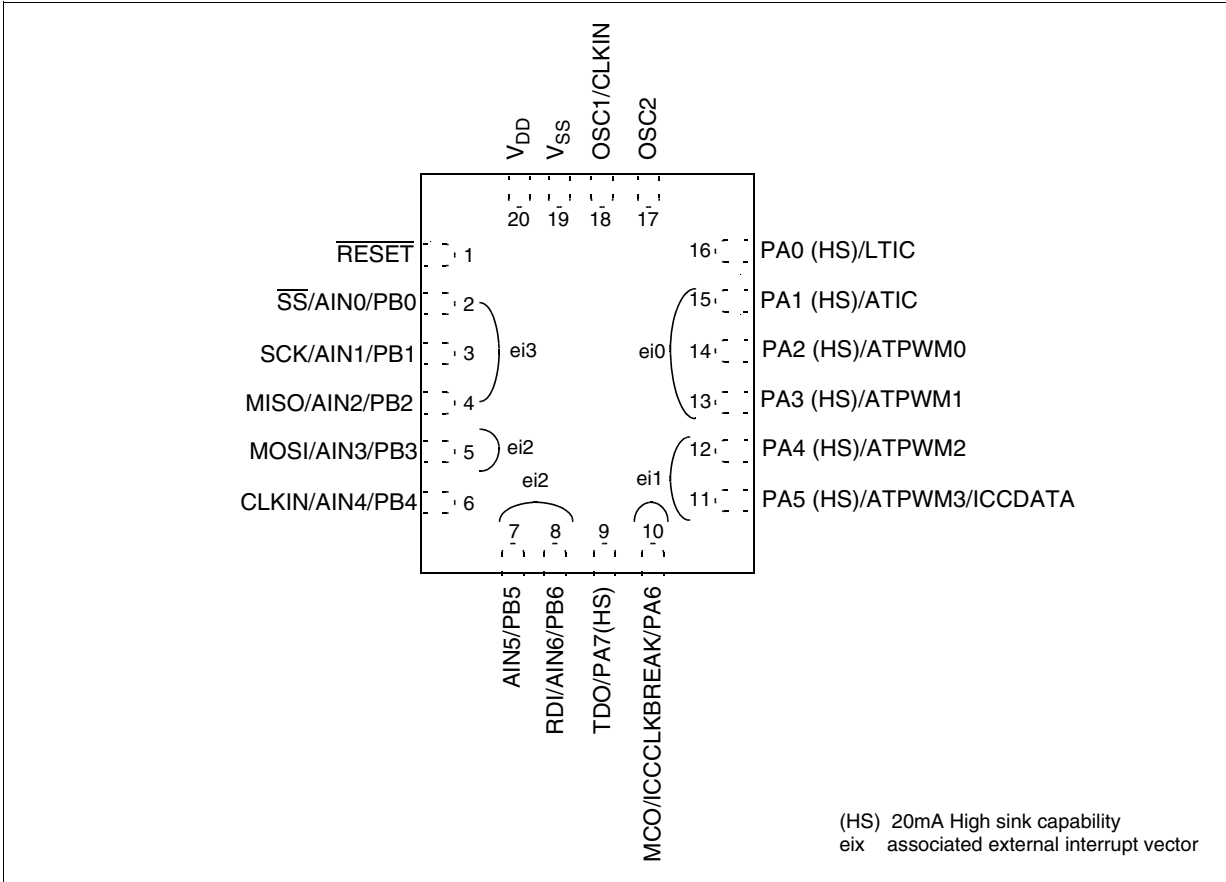 VDD
VSS
OSC1/CLKIN
OSC2
20
19
18
17
RESET
1
16
PA0 (HS)/LTIC
SS/AIN0/PB0
2
15
PA1 (HS)/ATIC
SCK/AIN1/PB1
3
ei3
ei0
14
PA2 (HS)/ATPWM0
MISO/AIN2/PB2
4
13
PA3 (HS)/ATPWM1
MOSI/AIN3/PB3
5
ei2
12
PA4 (HS)/ATPWM2
ei2
ei1
CLKIN/AIN4/PB4
6
11
PA5 (HS)/ATPWM3/ICCDATA
7
8
9
10
AIN5/PB5
RDI/AIN6/PB6
TDO/PA7(HS)
MCO/ICCCLKBREAK/PA6
(HS) 20mA High sink capability
eix associated external interrupt vector